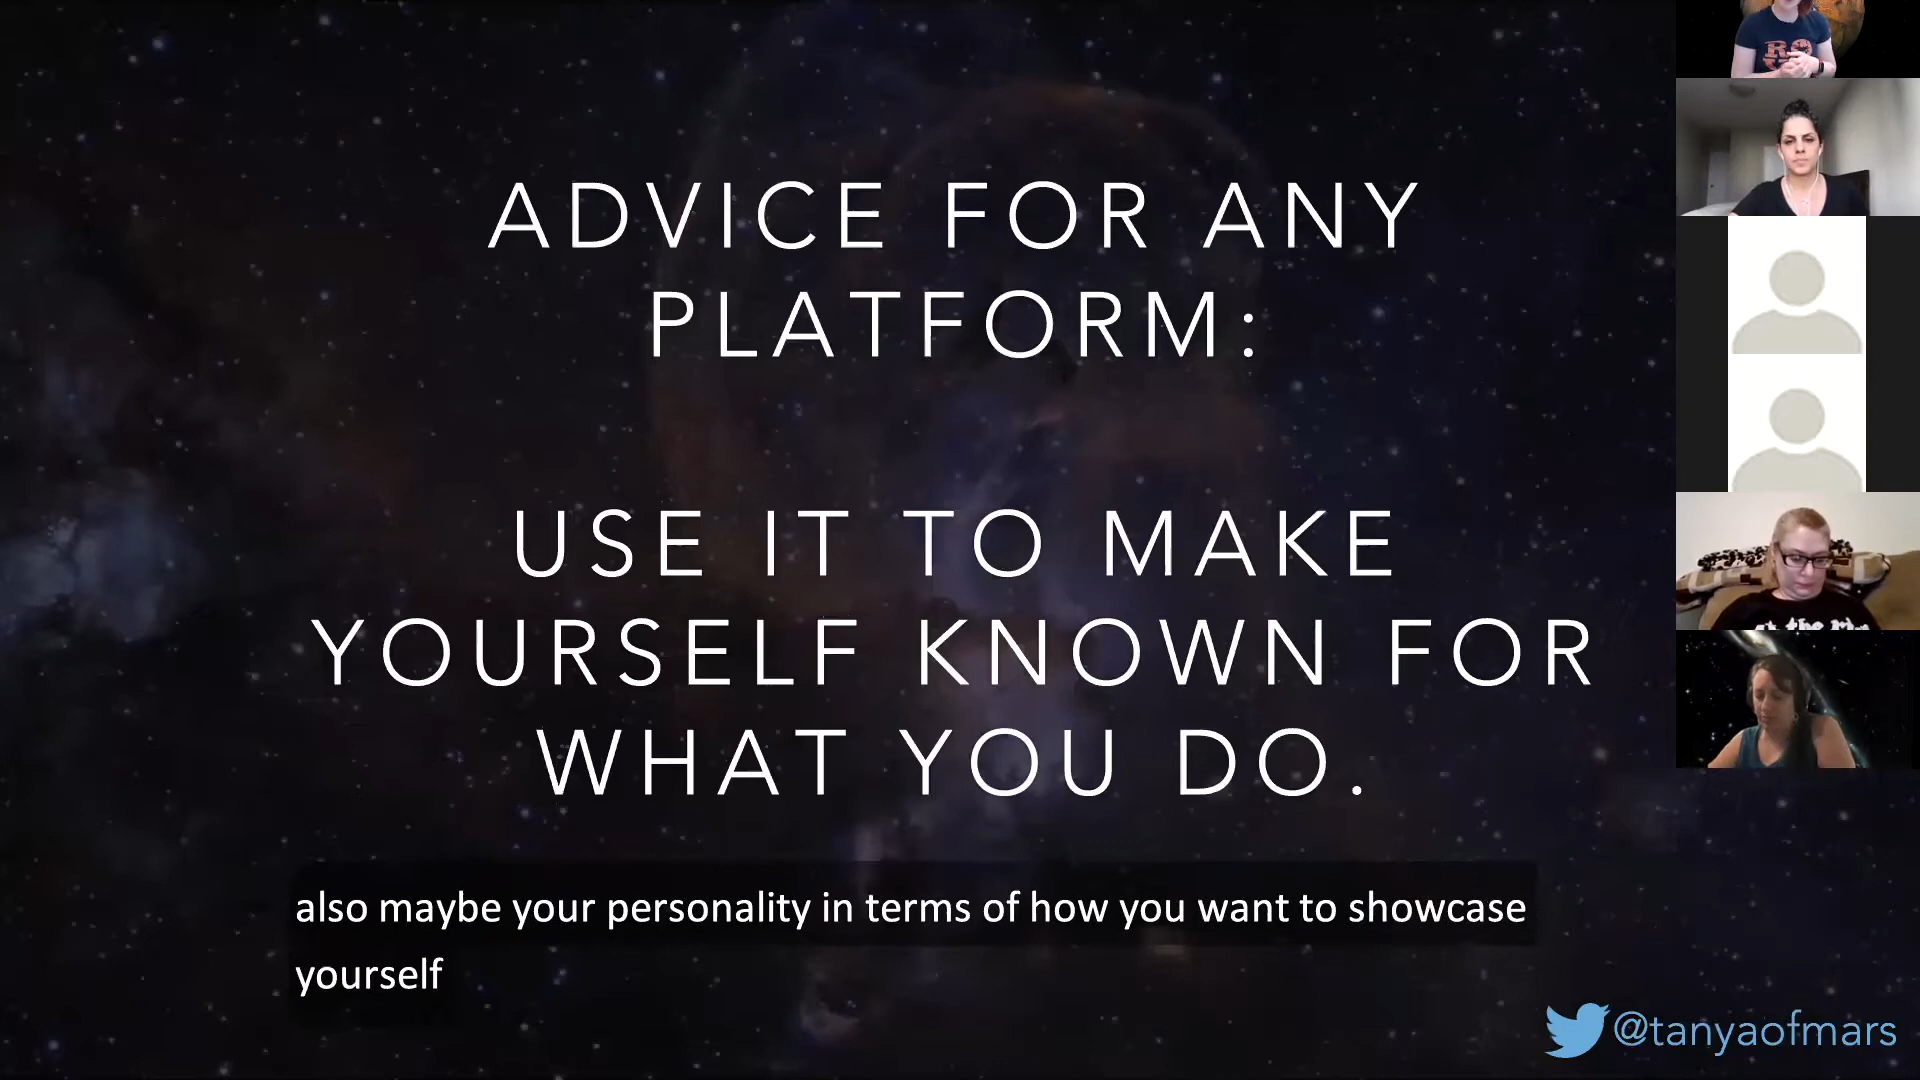 ADVICE FOR ANY
PLATFORM:
USE IT TO MAKE
YOURSELF KNOWN FOR
WHAT YOU DO.
also maybe your personality in terms of how you want to showcase
yourself
@tanyaofmars